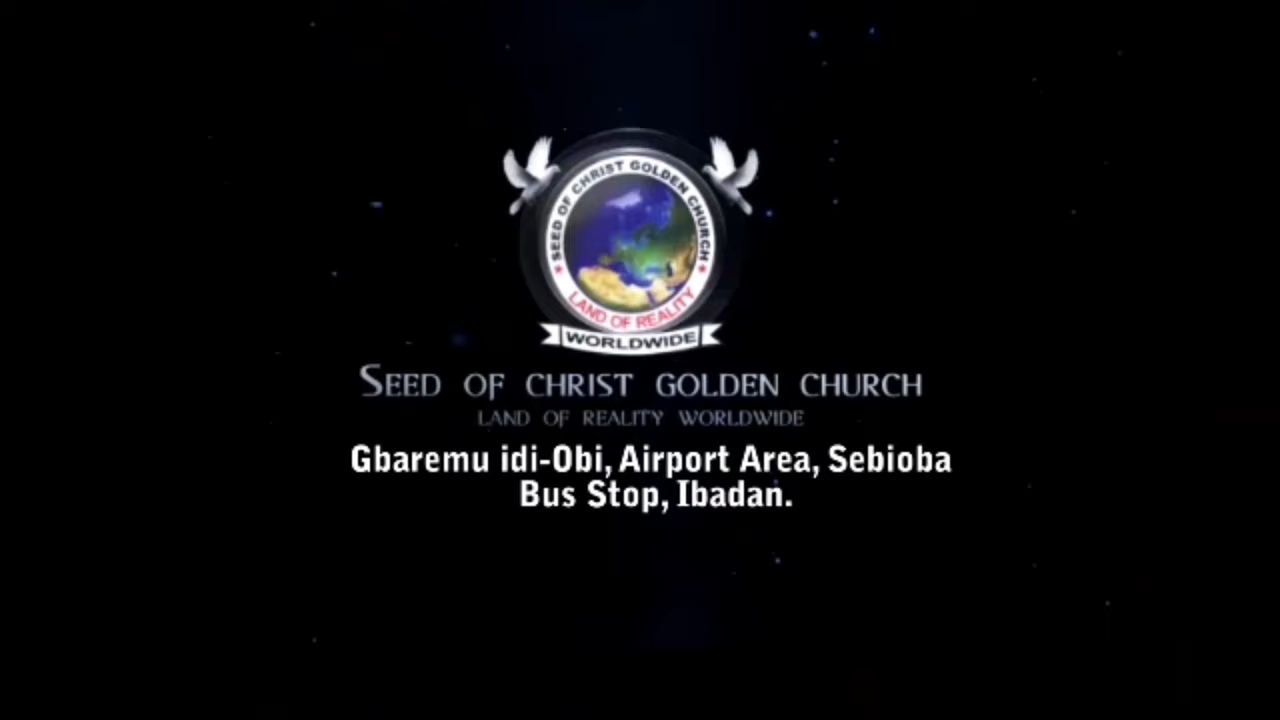 SEED OF CHRIST GOLDEN CHURCH
LAND OF REALITY
WORLDWIDE
SEED OF CHRIST GOLDEN CHURCH
LAND OF REALITY WORLDWIDE
Gbaremu idi-Obi, Airport Area, Sebioba
Bus Stop, Ibadan.